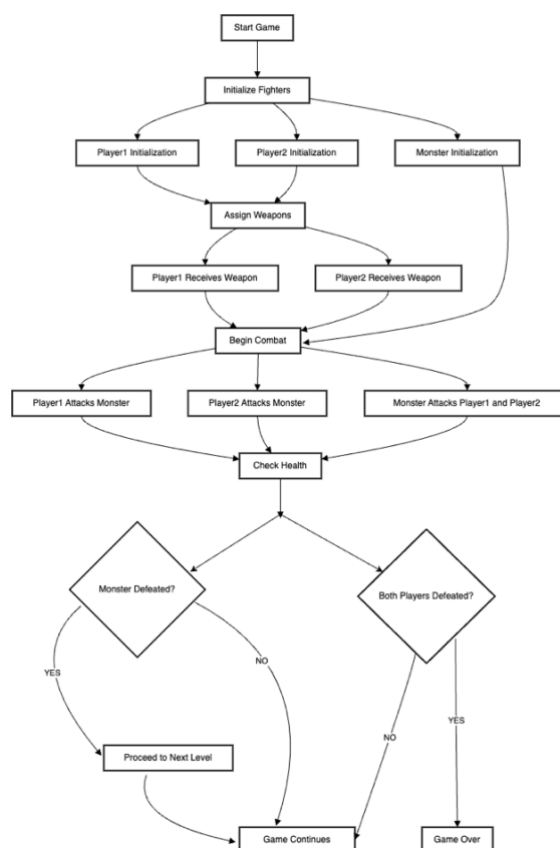 Start Game
Initialize Fighters
Player1 Initialization
Player2 Initialization
Monster Initialization
Assign Weapons
Player1 Receives Weapon
Player2 Receives Weapon
Begin Combat
Player1 Attacks Monster
Player2 Attacks Monster
Monster Attacks Player1 and Player2
Check Health
Monster Defeated?
Both Players Defeated?
NO
YES
YES
NO
Proceed to Next Level
Game Continues
Game Over